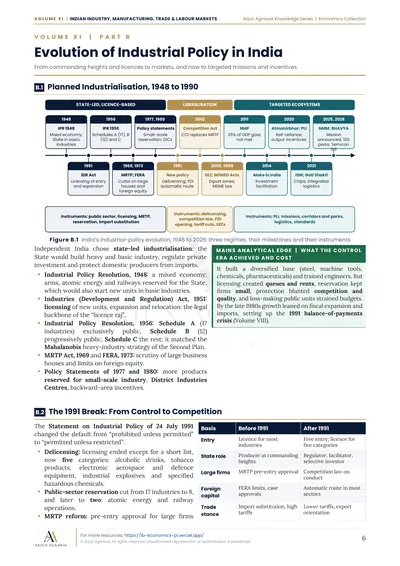 VOLUME XI | INDIAN INDUSTRY, MANUFACTURING, TRADE & LABOUR MARKETS
Arjun Agrawal Knowledge Series | Economics Collection
VOLUME XI | PART B
Evolution of Industrial Policy in India
From commanding heights and licences to markets, and now to targeted missions and incentives
B.1 Planned Industrialisation, 1948 to 1990
STATE-LED, LICENCE-BASED
LIBERALISATION
TARGETED ECOSYSTEMS
1948
IPR 1948
Mixed economy; State in basic industries
1956
IPR 1956
Schedules A (17), B (12) and C
1977, 1980
Policy statements
Small-scale reservation; DICs
2002
Competition Act
CCI replaces MRTP
2011
NMP
25% of GDP goal, not met
2020
Atmanirbhar; PLI
Self-reliance; output incentives
2025, 2026
NMM; BHAVYA
Mission announced; 100 parks; Semicon
1951
IDR Act
Licensing of entry and expansion
1969, 1973
MRTP; FERA
Curbs on large houses and foreign equity
1991
New policy
Delicensing, FDI automatic route
2005, 2006
SEZ; MSMED Acts
Export zones; MSME law
2014
Make in India
Investment facilitation
2021
ISM; Gati Shakti
Chips; integrated logistics
Instruments: public sector, licensing, MRTP, reservation, import substitution
Instruments: Delicensing, competition law, FDI opening, tariff cuts, SEZs
Instruments: PLI, missions, corridors and parks, logistics, standards
Figure B.1 India's industrial-policy evolution, 1948 to 2026: three regimes, their milestones and their instruments
Independent India chose state-led industrialisation: the
State would build heavy and basic industry, regulate private
investment and protect domestic producers from imports.
• Industrial Policy Resolution, 1948: a mixed economy;
arms, atomic energy and railways reserved for the State,
which would also start new units in basic industries.
• Industries (Development and Regulation) Act, 1951:
licensing of new units, expansion and relocation: the legal
backbone of the "licence raj".
• Industrial Policy Resolution, 1956: Schedule A (17
industries) exclusively public, Schedule B (12)
progressively public, Schedule C the rest; it matched the
Mahalanobis heavy-industry strategy of the Second Plan.
• MRTP Act, 1969 and FERA, 1973: scrutiny of large business
houses and limits on foreign equity.
• Policy Statements of 1977 and 1980: more products
reserved for small-scale industry, District Industries
Centres, backward-area incentives.
MAINS ANALYTICAL EDGE | WHAT THE CONTROL
ERA ACHIEVED AND COST
It built a diversified base (steel, machine tools,
chemicals, pharmaceuticals) and trained engineers. But
licensing created queues and rents, reservation kept
firms small, protection blunted competition and
quality, and loss-making public units strained budgets.
By the late 1980s growth leaned on fiscal expansion and
imports, setting up the 1991 balance-of-payments
crisis (Volume VIII).
B.2 The 1991 Break: From Control to Competition
The Statement on Industrial Policy of 24 July 1991
changed the default from "prohibited unless permitted"
to "permitted unless restricted".
• Delicensing: licensing ended except for a short list,
now five categories: alcoholic drinks, tobacco
products, electronic aerospace and defence
equipment, industrial explosives and specified
hazardous chemicals.
• Public-sector reservation cut from 17 industries to 8,
and later to two: atomic energy and railway
operations.
• MRTP reform: pre-entry approval for large firms
Basis Before 1991 After 1991
Entry Licence for most industries Free entry; licence for five categories
State role Producer at commanding heights Regulator, facilitator, selective investor
Large firms MRTP pre-entry approval Competition law on conduct
Foreign capital FERA limits, case approvals Automatic route in most sectors
Trade stance Import substitution, high tariffs Lower tariffs, export orientation
ARJUN AGRAWAL
For more resources: https://ib-economics-pi.vercel.app/
© Arjun Agrawal. All rights reserved. Unauthorised reproduction or redistribution is prohibited.
6